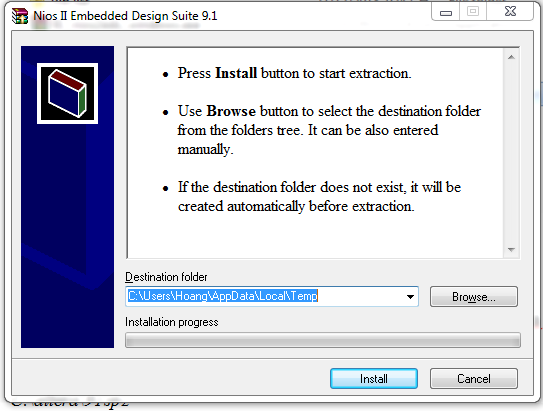 Nios II Embedded Design Suite 9.1
• Press Install button to start extraction.
• Use Browse button to select the destination folder
from the folders tree. It can be also entered
manually.
• If the destination folder does not exist, it will be
created automatically before extraction.
Destination folder
C:\Users\Hoang\AppData\Local\Temp
Browse...
Installation progress
Install
Cancel